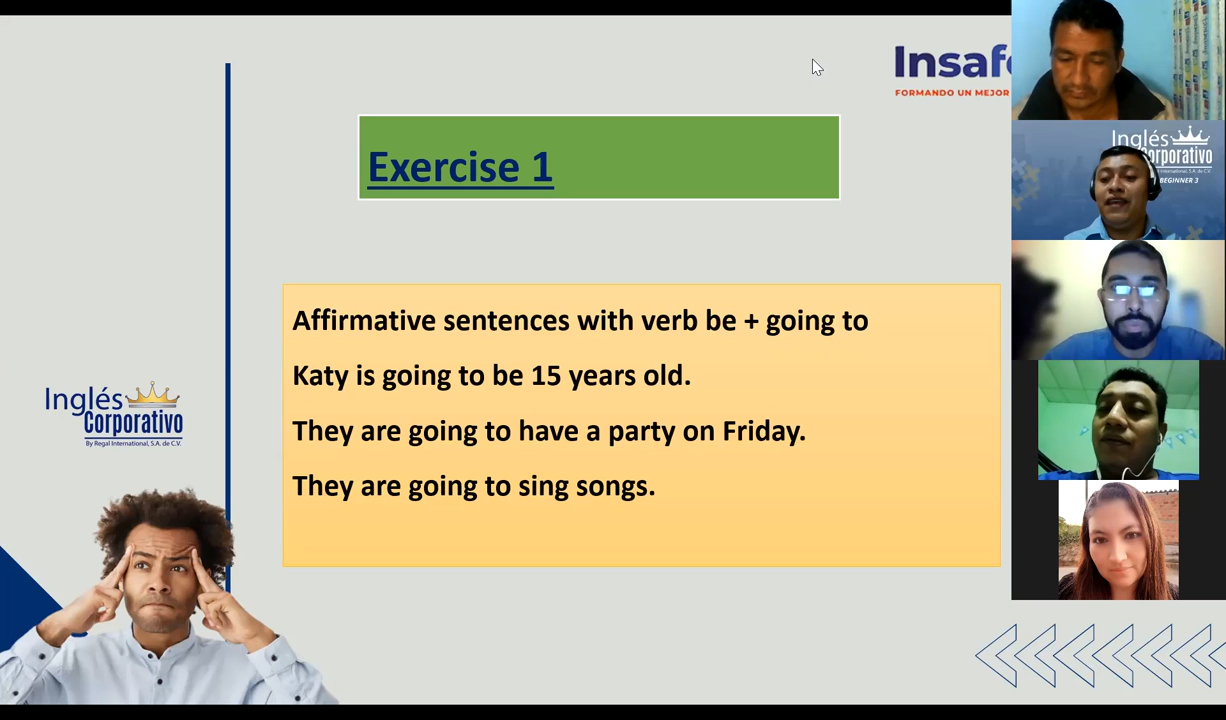 Insafo
FORMANDO UN MEJOR
Exercise 1
Inglés
Corporativo
BEGINNER 3
Affirmative sentences with verb be + going to
Katy is going to be 15 years old.
They are going to have a party on Friday.
They are going to sing songs.
Inglés
Corporativo
By Regal International, S.A. de C.V.